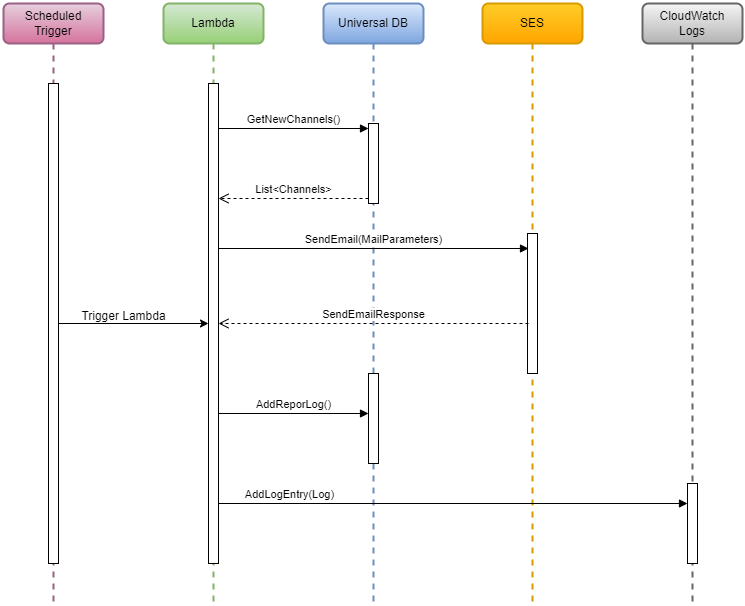 Scheduled
Trigger
Lambda
Universal DB
SES
CloudWatch
Logs
GetNewChannels()
List<Channels>
SendEmail(MailParameters)
Trigger Lambda
SendEmailResponse
AddReporLog()
AddLogEntry(Log)